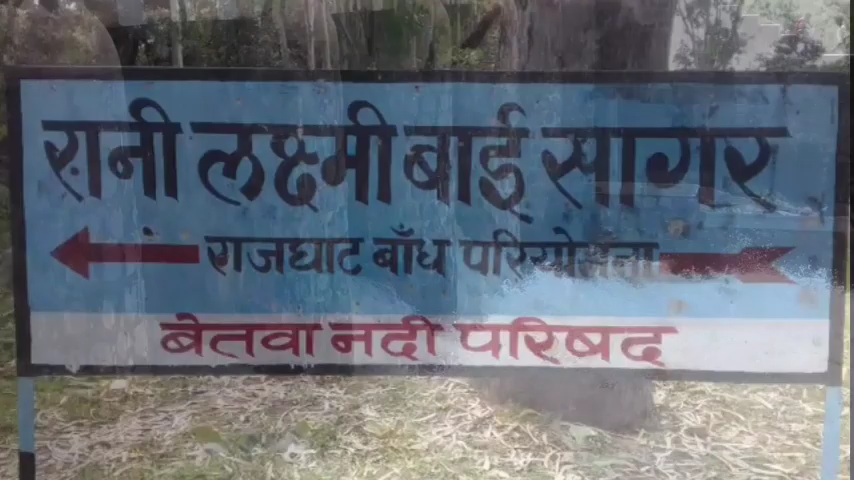 रानी लक्ष्मी बाई सागर
राजघाट बाँध परियोजना
बेतवा नदी परिषद